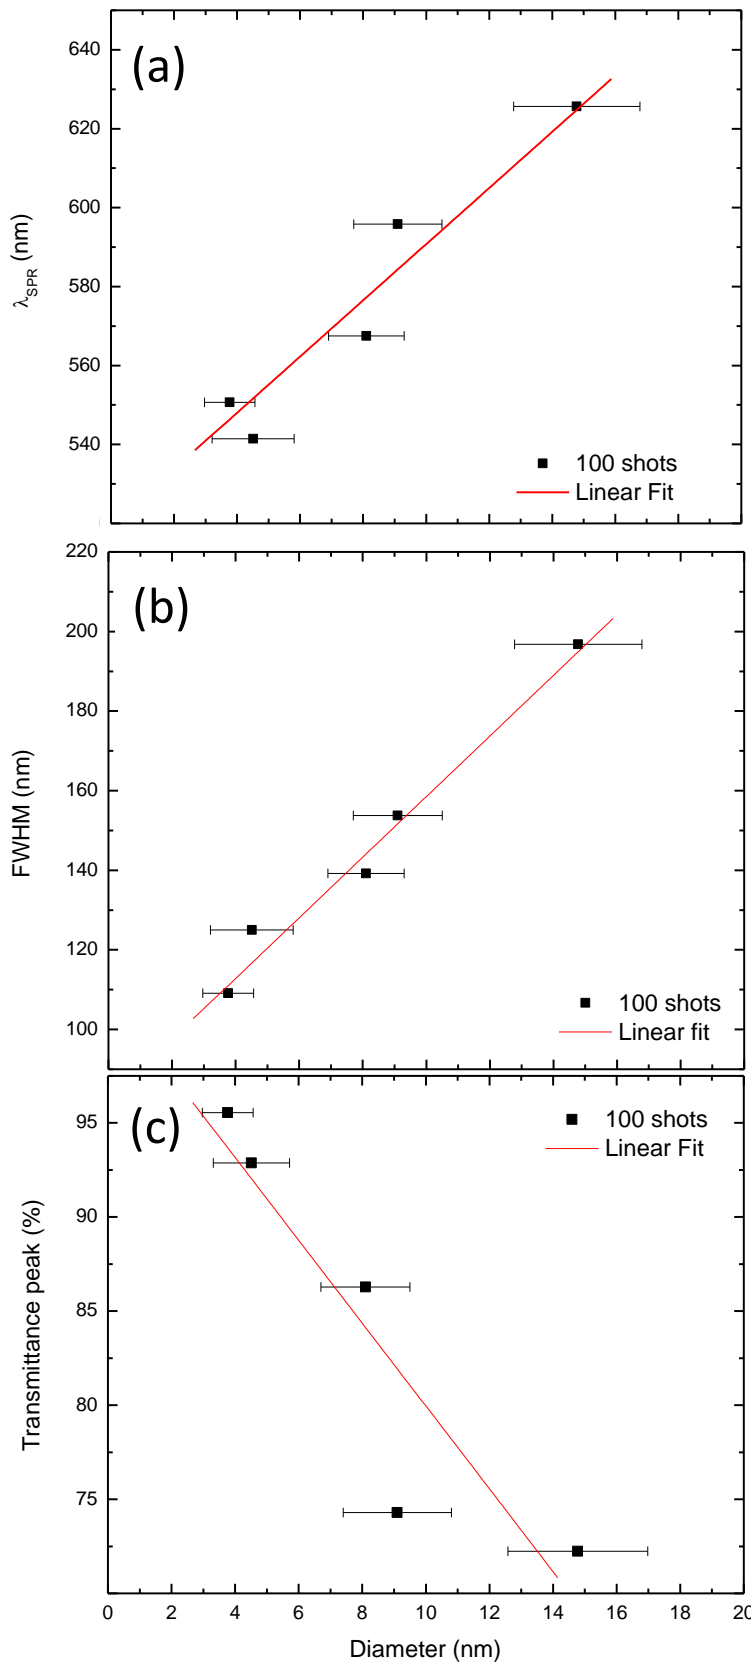 (a)
640
620
600
580
560
540
λSPR (nm)
100 shots
Linear Fit
(b)
220
200
180
160
140
120
100
FWHM (nm)
100 shots
Linear fit
(c)
95
90
85
80
75
Transmittance peak (%)
100 shots
Linear Fit
0 2 4 6 8 10 12 14 16 18 20
Diameter (nm)